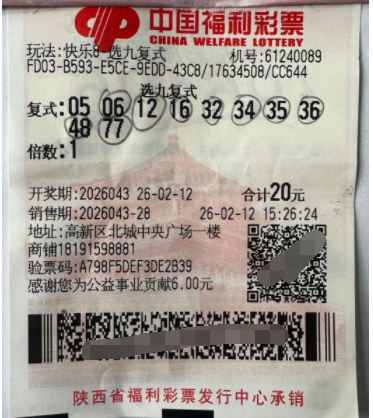 中国福利彩票
CHINA WELFARE LOTTERY
玩法:快乐8-选九复式 机号:61240089
FD03-B593-E5CE-9EDD-43C8/17634508/CC644
选九复式
复式:05 06 12 16 32 34 35 36
48 77
倍数:1
开奖期:2026043 26-02-12 合计20元
销售期:2026043-28 26-02-12 15:26:24
地址:高新区北城中央广场一楼
商铺18191598881
验票码:A798F5DEF3DE2B39
感谢您为公益事业贡献6.00元
陕西省福利彩票发行中心承销